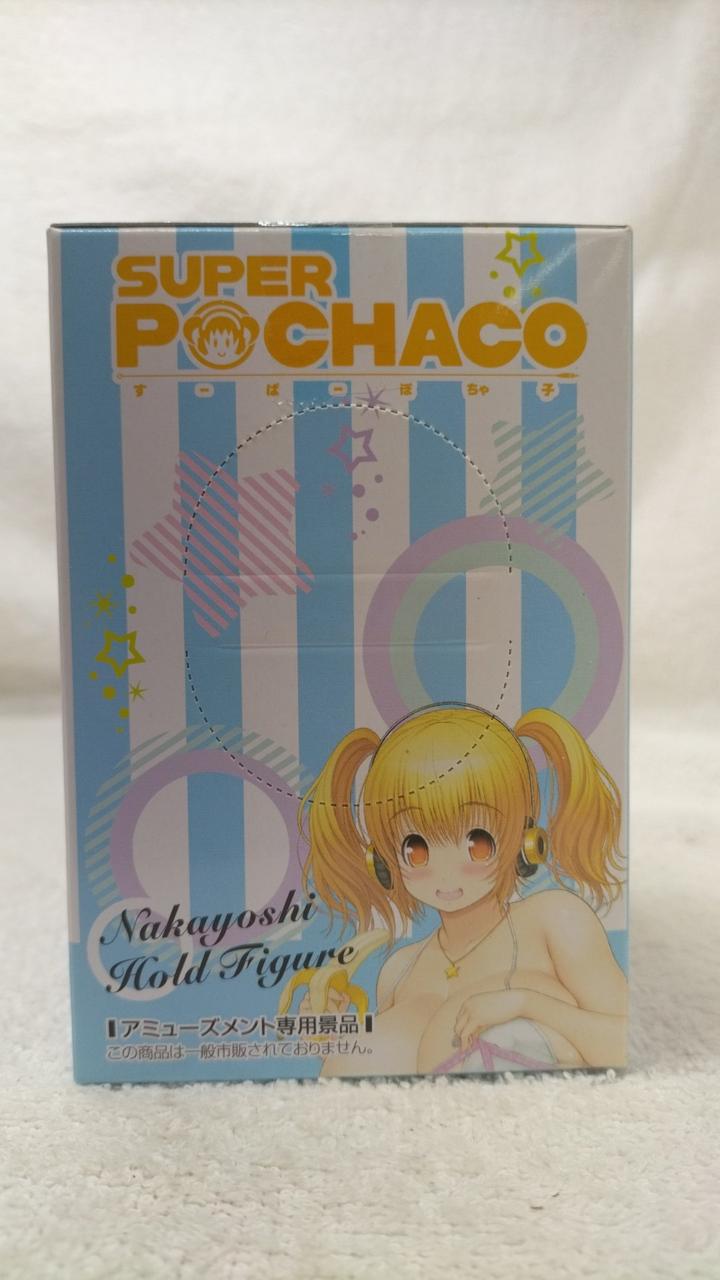 SUPER
POCHACO
すーぱーぽちゃ子
Nakayoshi
Hold Figure
アミューズメント専用景品
この商品は一般市販されておりません。